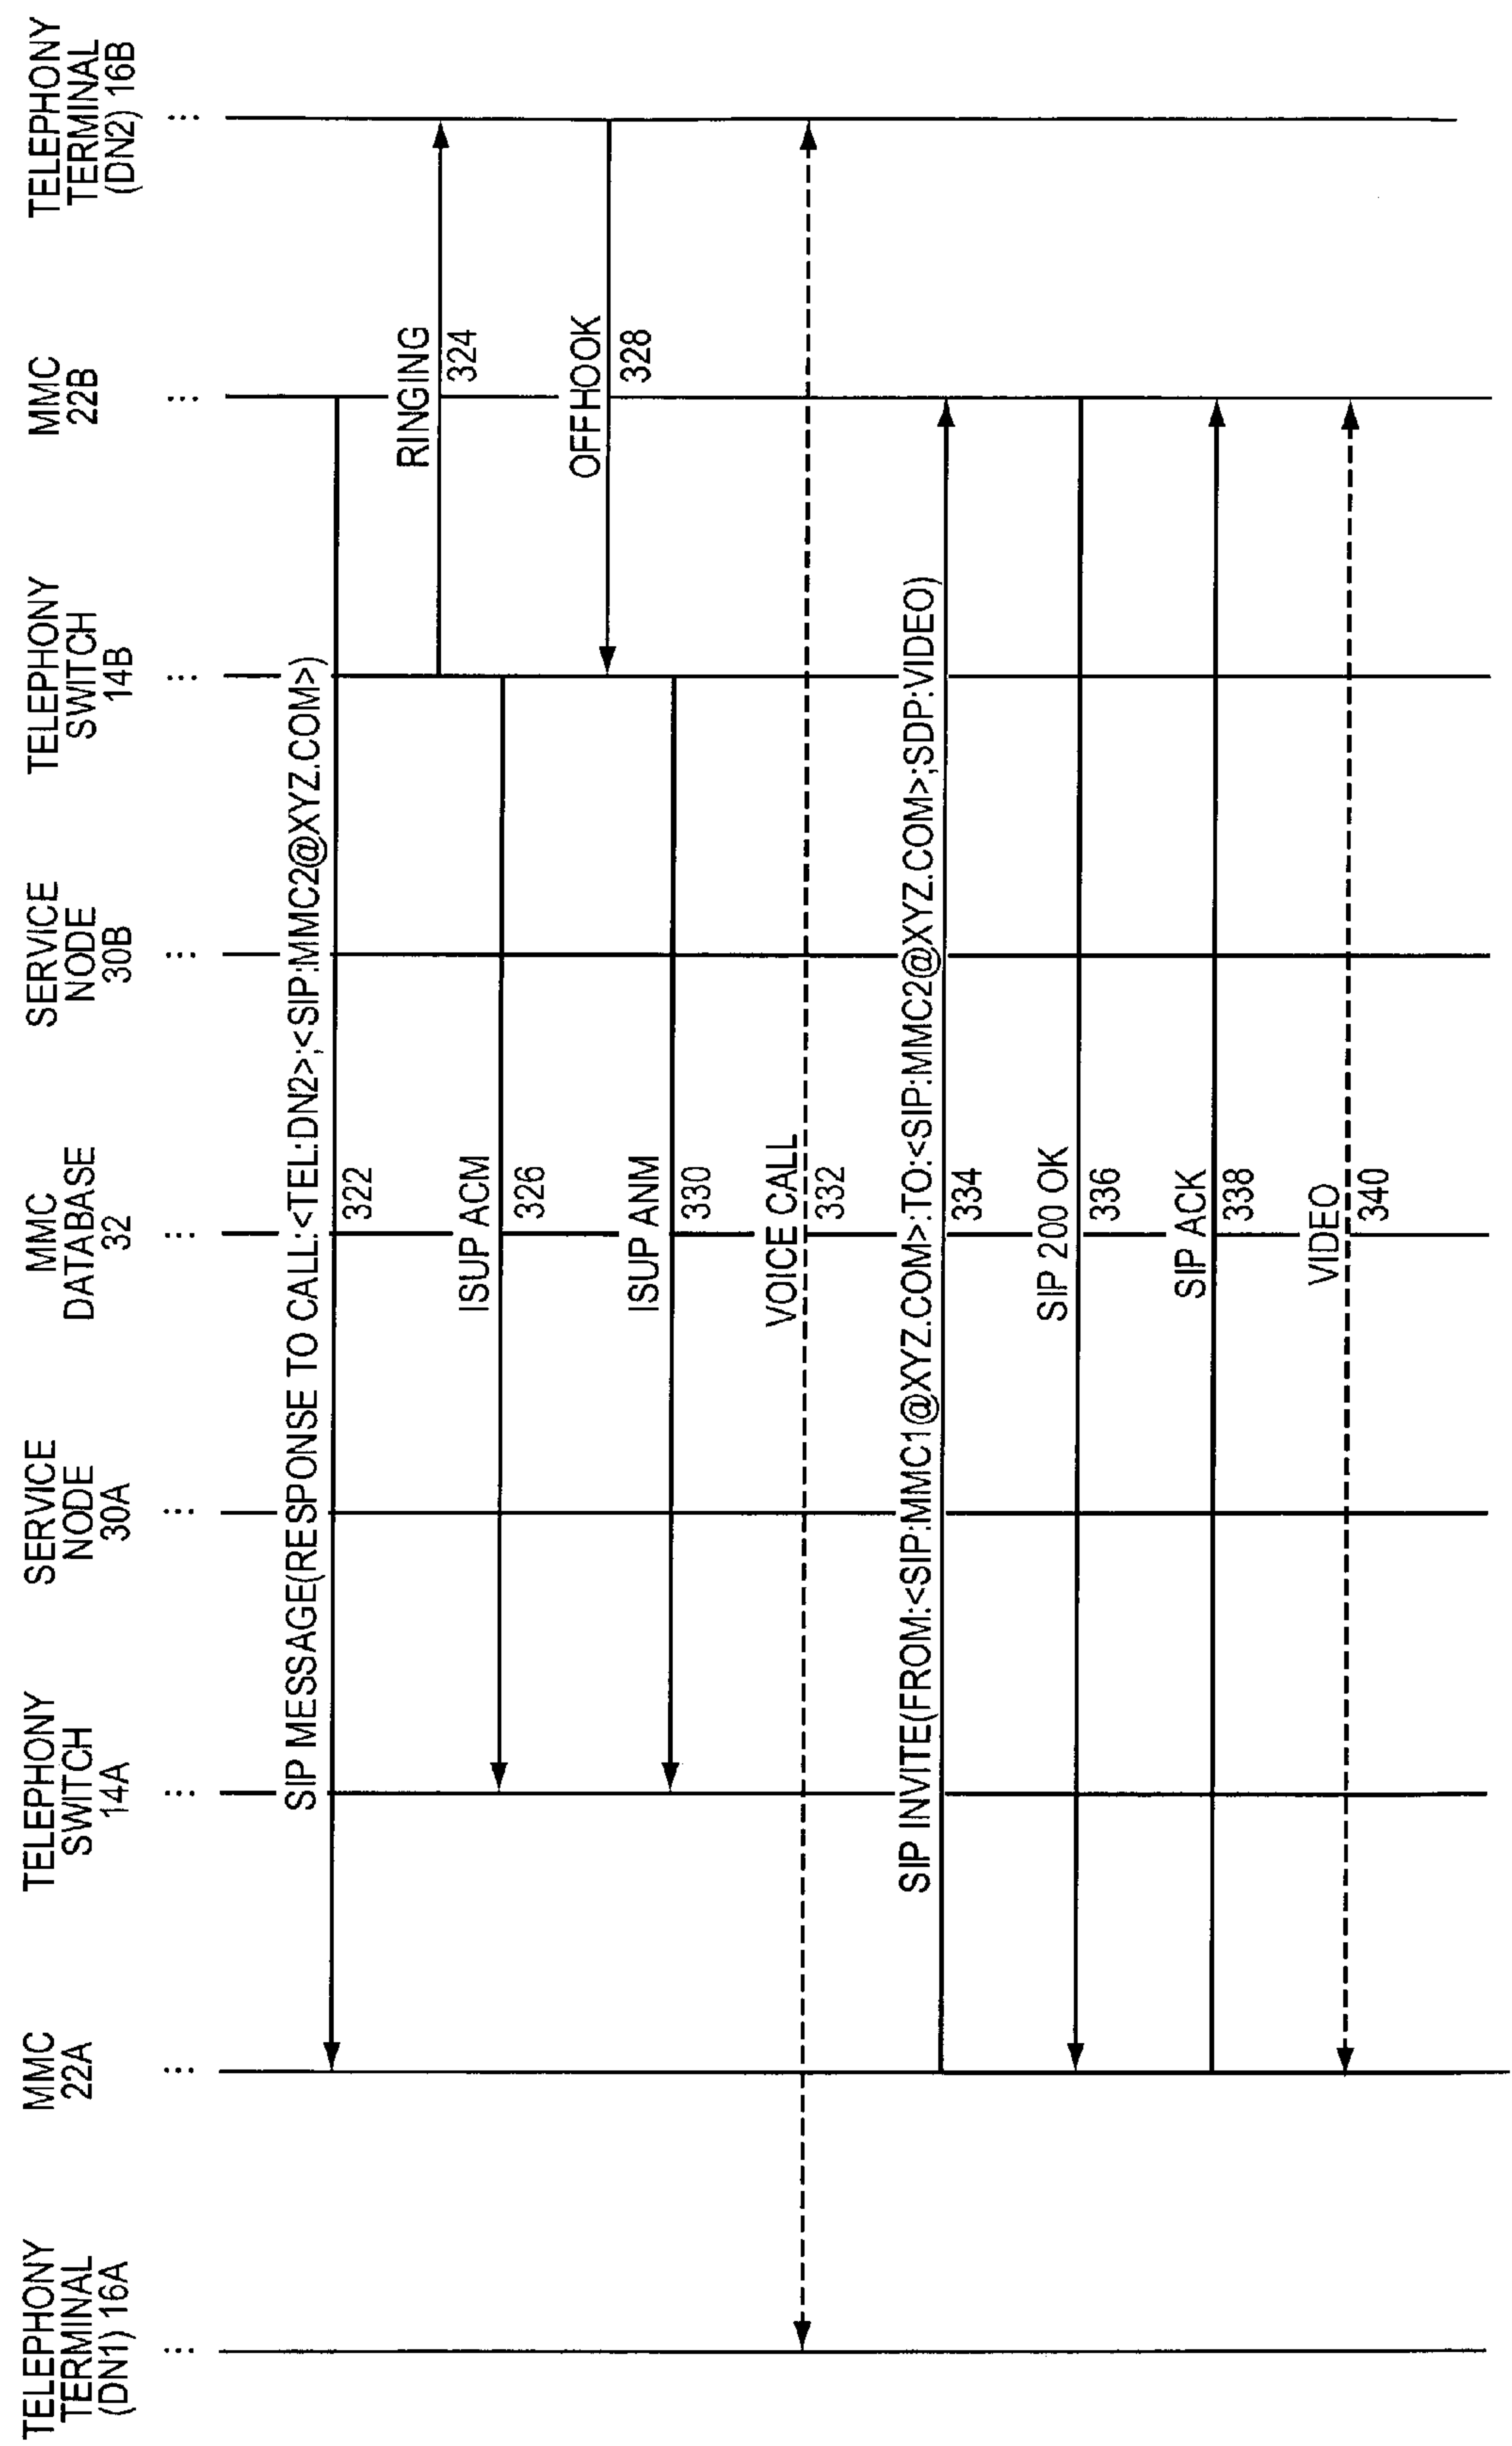 TELEPHONY
TERMINAL
(DN1) 16A
MMC
22A
TELEPHONY
SWITCH
14A
SERVICE
NODE
30A
MMC
DATABASE
32
SERVICE
NODE
30B
TELEPHONY
SWITCH
14B
MMC
22B
TELEPHONY
TERMINAL
(DN2) 16B
... ... ... ... ... ... ... ... ...
SIP MESSAGE(RESPONSE TO CALL:<TEL:DN2>;<SIP:MMC2@XYZ.COM>)
322
RINGING
324
ISUP ACM
326
OFFHOOK
328
ISUP ANM
330
VOICE CALL
332
SIP INVITE(FROM:<SIP:MMC1@XYZ.COM>:TO:<SIP:MMC2@XYZ.COM>;SDP:VIDEO)
334
SIP 200 OK
336
SIP ACK
338
VIDEO
340